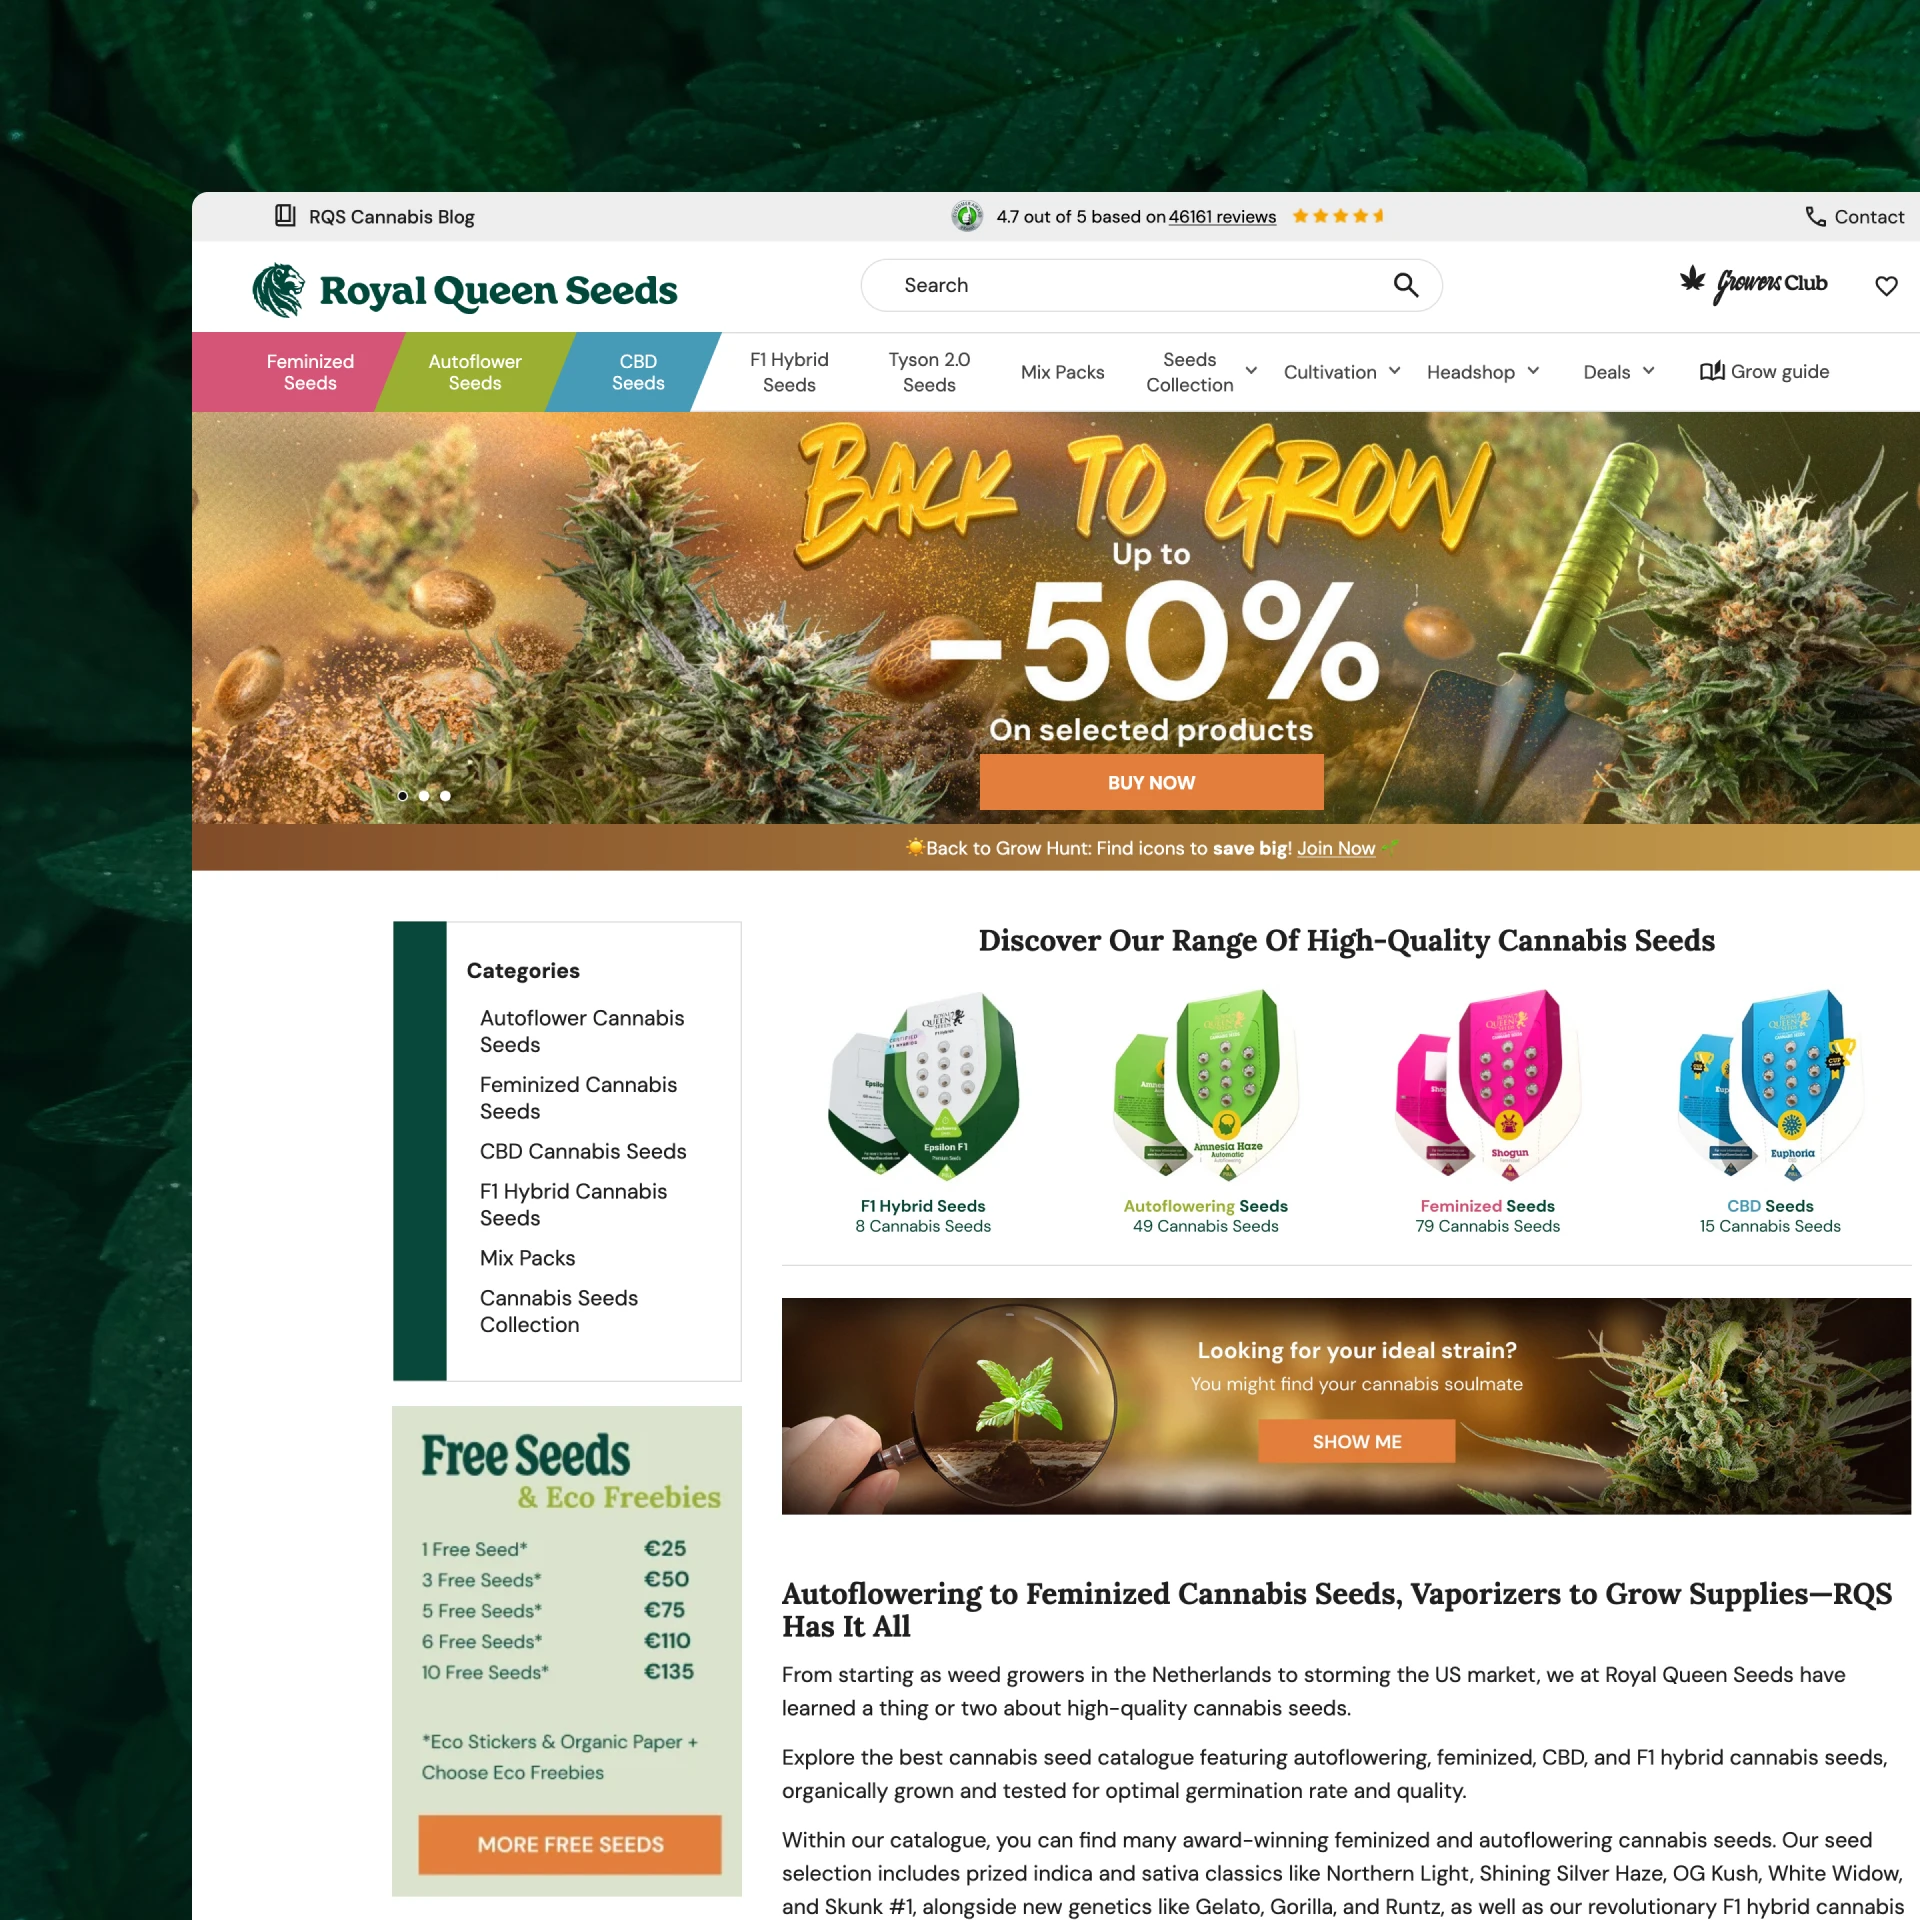 RQS Cannabis Blog
4.7 out of 5 based on 46161 reviews
Contact
Royal Queen Seeds
Search
Growers Club
Feminized
Seeds
Autoflower
Seeds
CBD
Seeds
F1 Hybrid
Seeds
Tyson 2.0
Seeds
Mix Packs
Seeds
Collection
Cultivation
Headshop
Deals
Grow guide
BACK TO GROW
Up to
-50%
On selected products
BUY NOW
Back to Grow Hunt: Find icons to save big! Join Now
Categories
Autoflower Cannabis
Seeds
Feminized Cannabis
Seeds
CBD Cannabis Seeds
F1 Hybrid Cannabis
Seeds
Mix Packs
Cannabis Seeds
Collection
Free Seeds
& Eco Freebies
1 Free Seed* €25
3 Free Seeds* €50
5 Free Seeds* €75
6 Free Seeds* €110
10 Free Seeds* €135
*Eco Stickers & Organic Paper +
Choose Eco Freebies
MORE FREE SEEDS
Discover Our Range Of High-Quality Cannabis Seeds
ROYAL
QUEEN
SEEDS
Epsilon F1
F1 Hybrid Seeds
8 Cannabis Seeds
ROYAL
QUEEN
SEEDS
Amnesia Haze
Automatic
Autoflowering Seeds
49 Cannabis Seeds
ROYAL
QUEEN
SEEDS
Shogun
Feminized Seeds
79 Cannabis Seeds
ROYAL
QUEEN
SEEDS
CUP
Euphoria
CBD Seeds
15 Cannabis Seeds
Looking for your ideal strain?
You might find your cannabis soulmate
SHOW ME
Autoflowering to Feminized Cannabis Seeds, Vaporizers to Grow Supplies—RQS
Has It All
From starting as weed growers in the Netherlands to storming the US market, we at Royal Queen Seeds have
learned a thing or two about high-quality cannabis seeds.
Explore the best cannabis seed catalogue featuring autoflowering, feminized, CBD, and F1 hybrid cannabis seeds,
organically grown and tested for optimal germination rate and quality.
Within our catalogue, you can find many award-winning feminized and autoflowering cannabis seeds. Our seed
selection includes prized indica and sativa classics like Northern Light, Shining Silver Haze, OG Kush, White Widow,
and Skunk #1, alongside new genetics like Gelato, Gorilla, and Runtz, as well as our revolutionary F1 hybrid cannabis